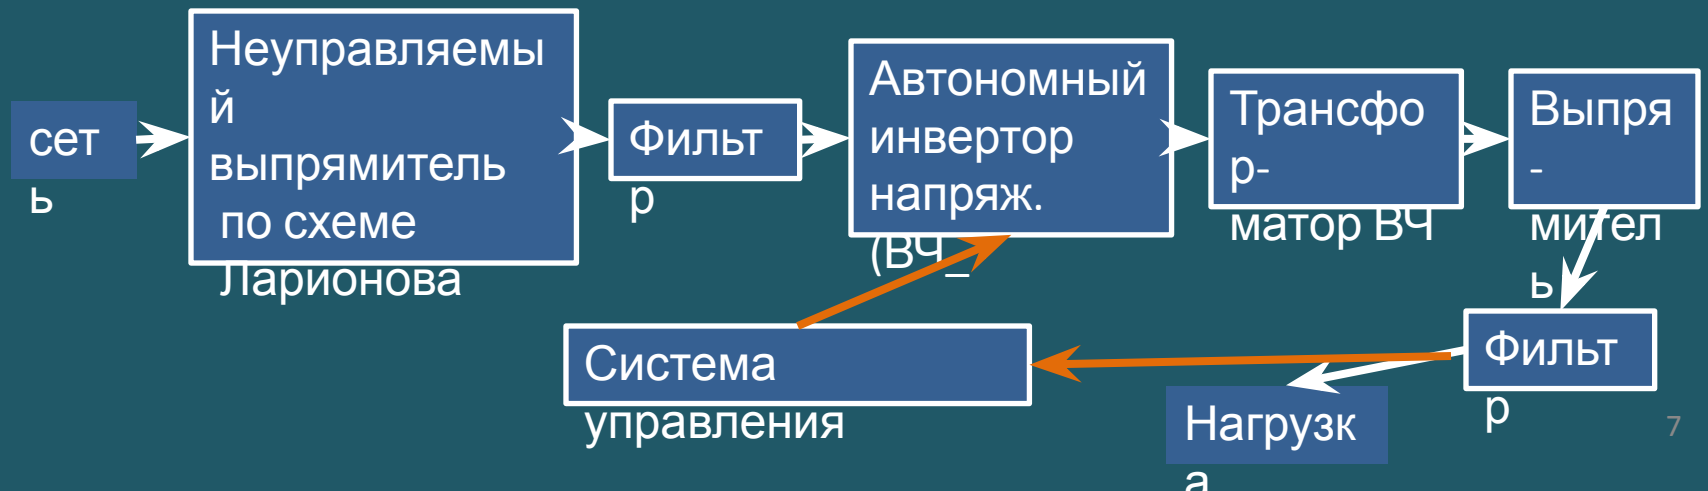 сет
ь
Неуправляемы
й
выпрямитель
по схеме
Ларионова
Фильт
р
Автономный
инвертор
напряж.
(ВЧ_
Трансфо
р-
матор ВЧ
Выпря
-
мител
ь
Система
управления
Нагрузк
а
Фильт
р
7